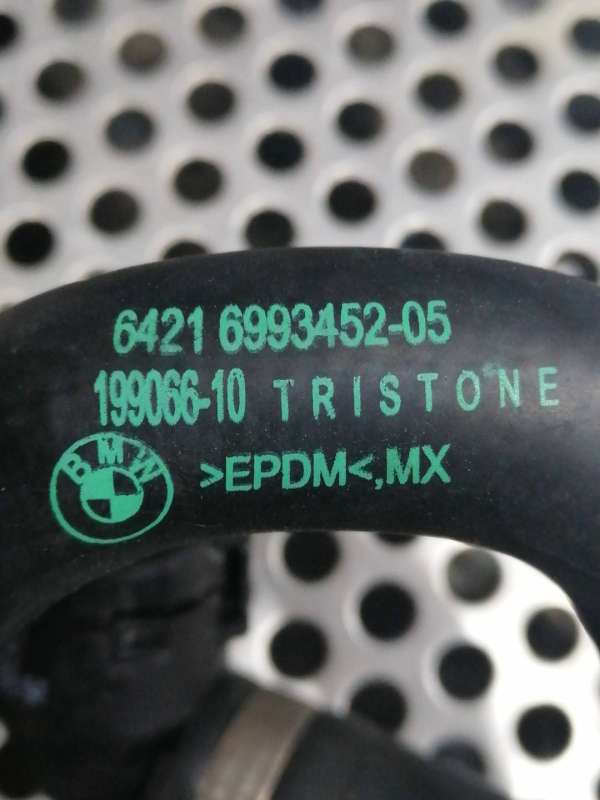 6421 6993452-05
199066-10 TRISTONE
BMW
>EPDM<,MX